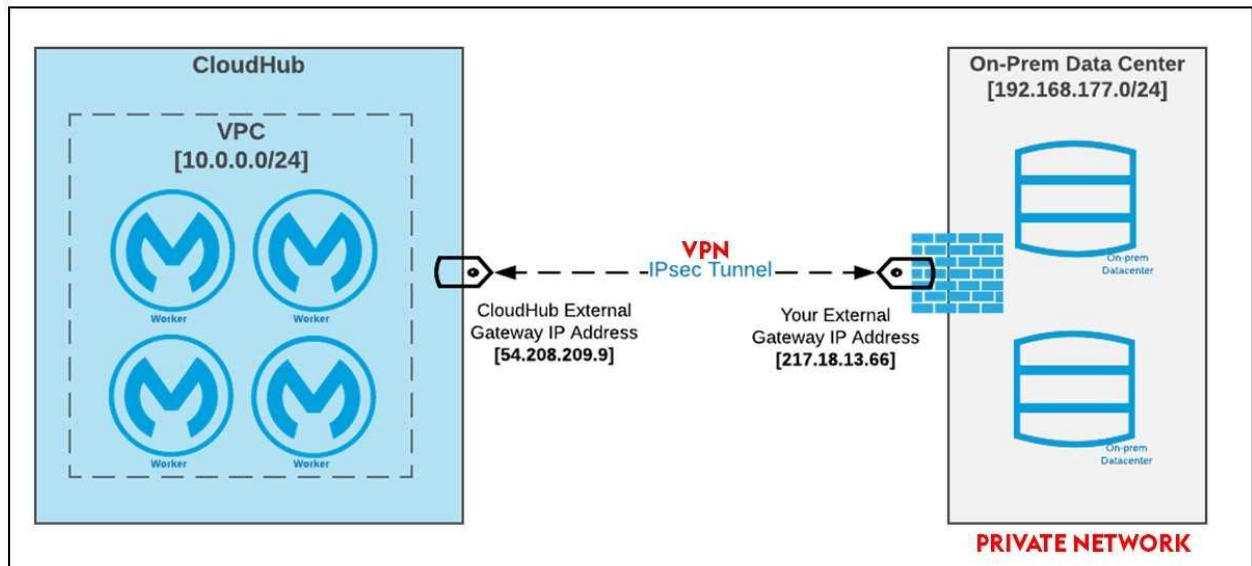 CloudHub
VPC
[10.0.0.0/24]
Worker
Worker
Worker
Worker
VPN
IPsec Tunnel
CloudHub External
Gateway IP Address
[54.208.209.9]
Your External
Gateway IP Address
[217.18.13.66]
On-Prem Data Center
[192.168.177.0/24]
On-prem
Datacenter
On-prem
Datacenter
PRIVATE NETWORK